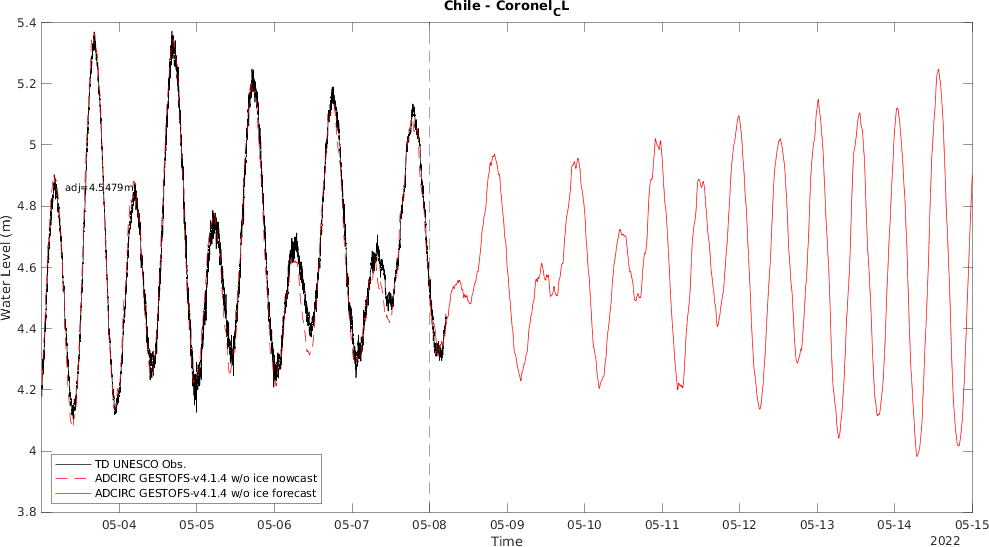 Chile - Coronel_CL
5.4
5.2
5
4.8
4.6
4.4
4.2
4
3.8
Water Level (m)
adj=4.5479m
TD UNESCO Obs.
ADCIRC GESTOFS-v4.1.4 w/o ice nowcast
ADCIRC GESTOFS-v4.1.4 w/o ice forecast
05-04 05-05 05-06 05-07 05-08 05-09 05-10 05-11 05-12 05-13 05-14 05-15
Time
2022